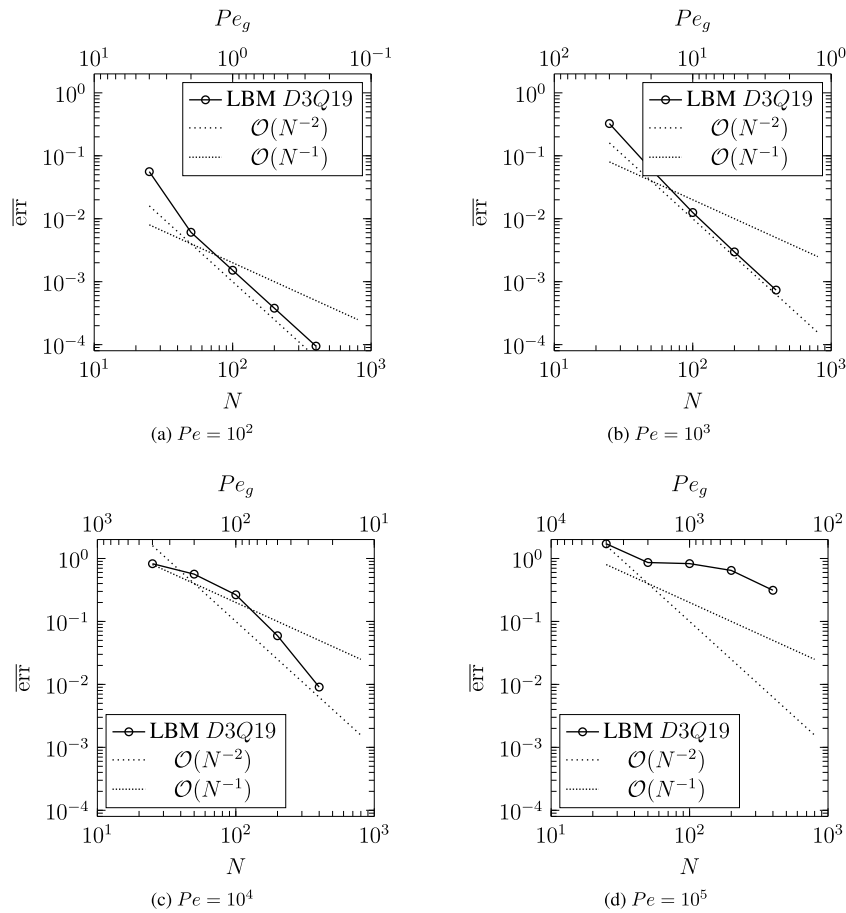 Pe_g
10^1 10^0 10^-1
10^0
10^-1
10^-2
10^-3
10^-4
err
LBM D3Q19
O(N^-2)
O(N^-1)
10^1 10^2 10^3
N
(a) Pe = 10^2
Pe_g
10^2 10^1 10^0
10^0
10^-1
10^-2
10^-3
10^-4
err
LBM D3Q19
O(N^-2)
O(N^-1)
10^1 10^2 10^3
N
(b) Pe = 10^3
Pe_g
10^3 10^2 10^1
10^0
10^-1
10^-2
10^-3
10^-4
err
LBM D3Q19
O(N^-2)
O(N^-1)
10^1 10^2 10^3
N
(c) Pe = 10^4
Pe_g
10^4 10^3 10^2
10^0
10^-1
10^-2
10^-3
10^-4
err
LBM D3Q19
O(N^-2)
O(N^-1)
10^1 10^2 10^3
N
(d) Pe = 10^5